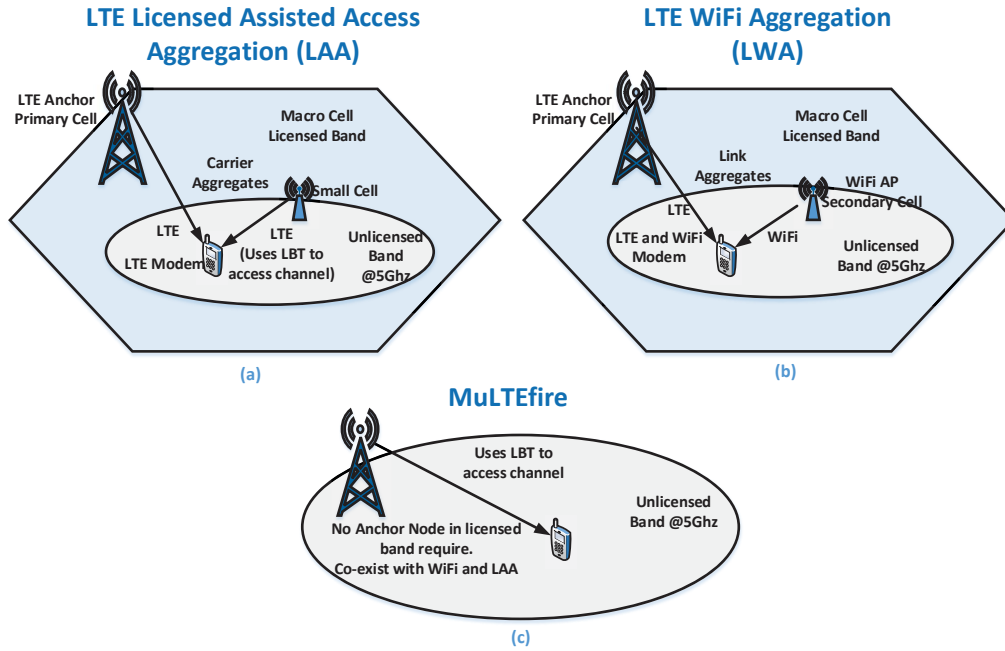 LTE Licensed Assisted Access
Aggregation (LAA)
LTE Anchor
Primary Cell
Macro Cell
Licensed Band
Carrier
Aggregates
Small Cell
LTE
LTE
(Uses LBT to
access channel)
LTE Modem
Unlicensed
Band
@5Ghz
(a)
LTE WiFi Aggregation
(LWA)
LTE Anchor
Primary Cell
Macro Cell
Licensed Band
Link
Aggregates
WiFi AP
Secondary Cell
LTE
WiFi
LTE and WiFi
Modem
Unlicensed
Band @5Ghz
(b)
MuLTEfire
Uses LBT to
access channel
Unlicensed
Band @5Ghz
No Anchor Node in licensed
band require.
Co-exist with WiFi and LAA
(c)